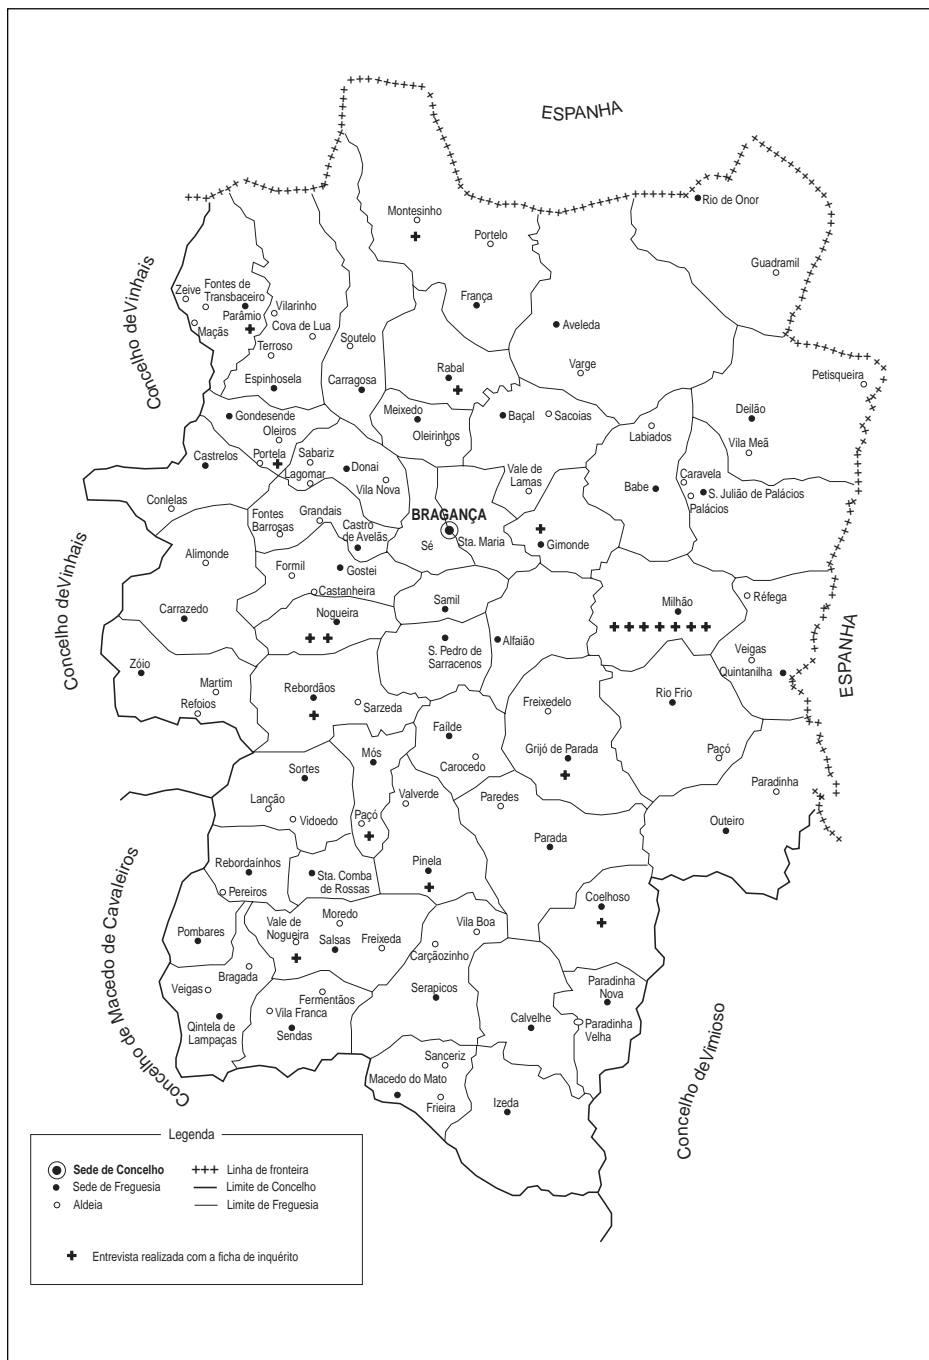 ESPANHA
Rio de Onor
Montesinho
Portelo
Guadramil
Concelho de Vinhais
Zeive
Fontes de
Transbaceiro
Parâmio
Maçãs
Vilarinho
Cova de Lua
Terroso
Soutelo
França
Aveleda
Varge
Espinhosela
Carragosa
Rabal
Petisqueira
Gondesende
Oleiros
Meixedo
Oleirinhos
Baçal
Sacoias
Labiados
Deilão
Vila Meã
Castrelos
Portela
Sabariz
Lagomar
Donai
Vila Nova
Vale de
Lamas
Babe
Caravela
S. Julião de Palácios
Palácios
Conlelas
Fontes
Barrosas
Grandais
Castro
de Avelãs
BRAGANÇA
Sé
Sta. Maria
Gimonde
Concelho de Vinhais
Alimonde
Formil
Gostei
Castanheira
Carrazedo
Nogueira
Samil
Milhão
Réfega
ESPANHA
S. Pedro de
Sarracenos
Alfaião
Veigas
Quintanilha
Zóio
Martim
Refoios
Rebordãos
Sarzeda
Freixedelo
Rio Frio
Faílde
Carocedo
Grijó de Parada
Paçó
Mós
Sortes
Lanção
Vidoedo
Paçó
Valverde
Paredes
Paradinha
Outeiro
Parada
Rebordaínhos
Pereiros
Sta. Comba
de Rossas
Pinela
Coelhoso
Concelho de Macedo de Cavaleiros
Pombares
Vale de
Nogueira
Moredo
Salsas
Freixeda
Vila Boa
Carçãozinho
Bragada
Veigas
Fermentãos
Vila Franca
Sendas
Qintela de
Lampaças
Serapicos
Calvelhe
Paradinha
Nova
Paradinha
Velha
Concelho de Vimioso
Sanceriz
Macedo do Mato
Frieira
Izeda
Legenda
Sede de Concelho
Linha de fronteira
Sede de Freguesia
Limite de Concelho
Aldeia
Limite de Freguesia
Entrevista realizada com a ficha de inquérito